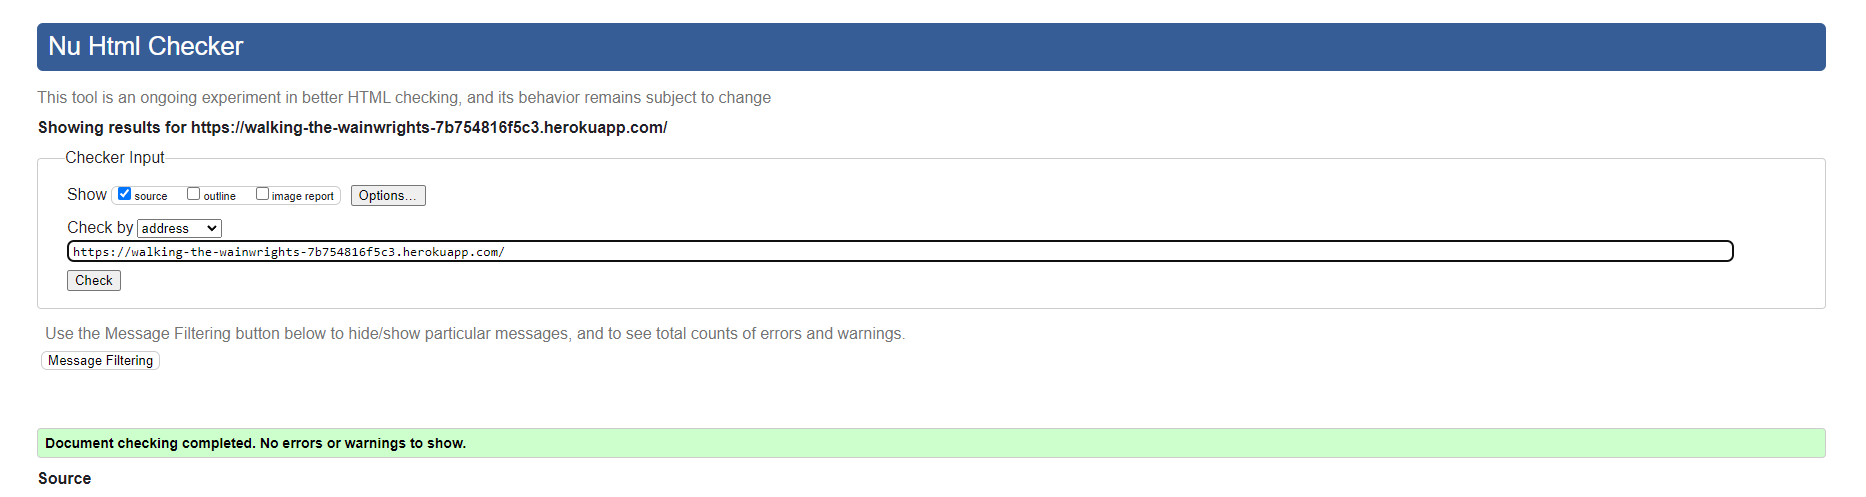 Nu Html Checker
This tool is an ongoing experiment in better HTML checking, and its behavior remains subject to change
Showing results for https://walking-the-wainwrights-7b754816f5c3.herokuapp.com/
Checker Input
Show source outline image report Options...
Check by address
https://walking-the-wainwrights-7b754816f5c3.herokuapp.com/
Check
Use the Message Filtering button below to hide/show particular messages, and to see total counts of errors and warnings.
Message Filtering
Document checking completed. No errors or warnings to show.
Source